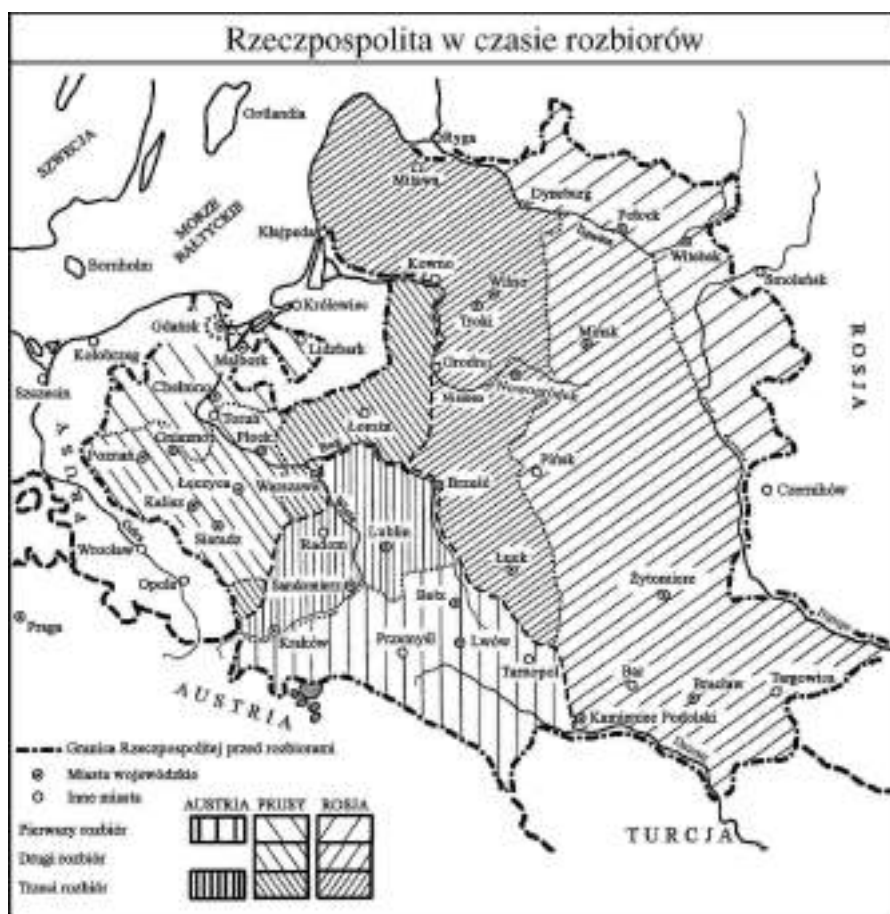 Rzeczpospolita w czasie rozbiorów
Gotlandia
SZWECJA
Ryga
Mitawa
MORZE
BAŁTYCKIE
Dyneburg
Połock
Kłajpeda
Witebsk
Bornholm
Kowno
Smoleńsk
Wilno
Królewiec
Troki
Gdańsk
Mińsk
ROSJA
Malbork
Lidzbark
Kołobrzeg
Grodno
Szczecin
Chełmno
Niemen
Toruń
Łomża
Gniezno
Płock
Bug
Poznań
Pińsk
Łęczyca
Warszawa
Brześć
Czernihów
Kalisz
Sieradz
Radom
Lublin
Wrocław
Łuck
Opole
Sandomierz
Żytomierz
Bełz
Praga
Kraków
Przemyśl
Lwów
Tarnopol
Bar
Bracław
Targowica
AUSTRIA
Kamieniec Podolski
Granica Rzeczpospolitej przed rozbiorami
Miasta wojewódzkie
Inne miasta
AUSTRIA PRUSY ROSJA
Pierwszy rozbiór
TURCJA
Drugi rozbiór
Trzeci rozbiór